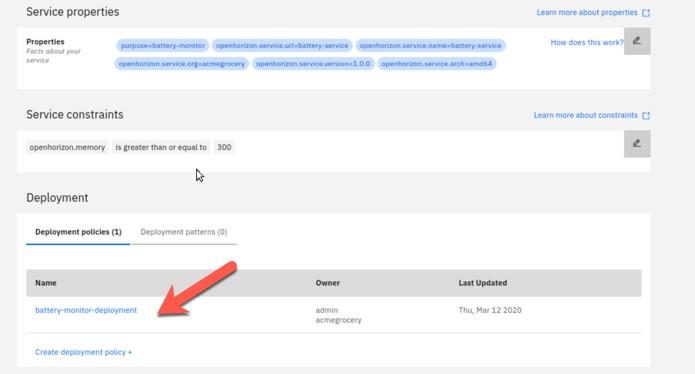 Service properties
Learn more about properties
Properties
Facts about your
service
purpose=battery-monitor
openhorizon.service.url=battery-service
openhorizon.service.name=battery-service
openhorizon.service.org=acmegrocery
openhorizon.service.version=1.0.0
openhorizon.service.arch=amd64
How does this work?
Service constraints
Learn more about constraints
openhorizon.memory is greater than or equal to 300
Deployment
Deployment policies (1) Deployment patterns (0)
Name Owner Last Updated
battery-monitor-deployment admin Thu, Mar 12 2020
acmegrocery
Create deployment policy +